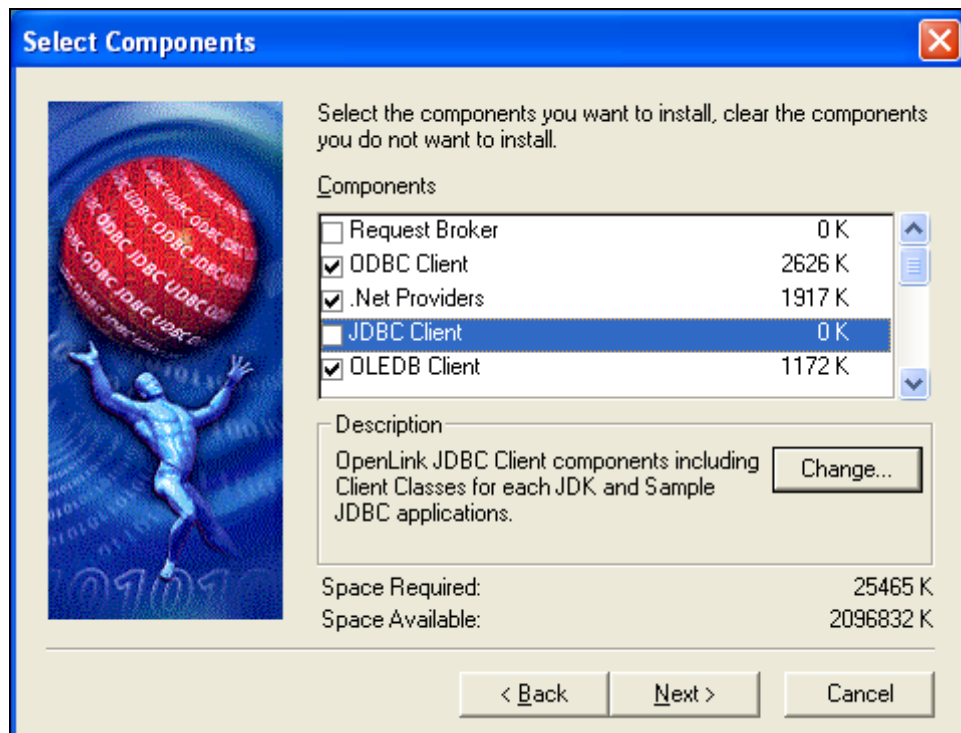 Select Components
Select the components you want to install, clear the components
you do not want to install.
Components
Request Broker 0 K
ODBC Client 2626 K
.Net Providers 1917 K
JDBC Client 0 K
OLEDB Client 1172 K
Description
OpenLink JDBC Client components including
Client Classes for each JDK and Sample
JDBC applications.
Change...
Space Required: 25465 K
Space Available: 2096832 K
< Back
Next >
Cancel